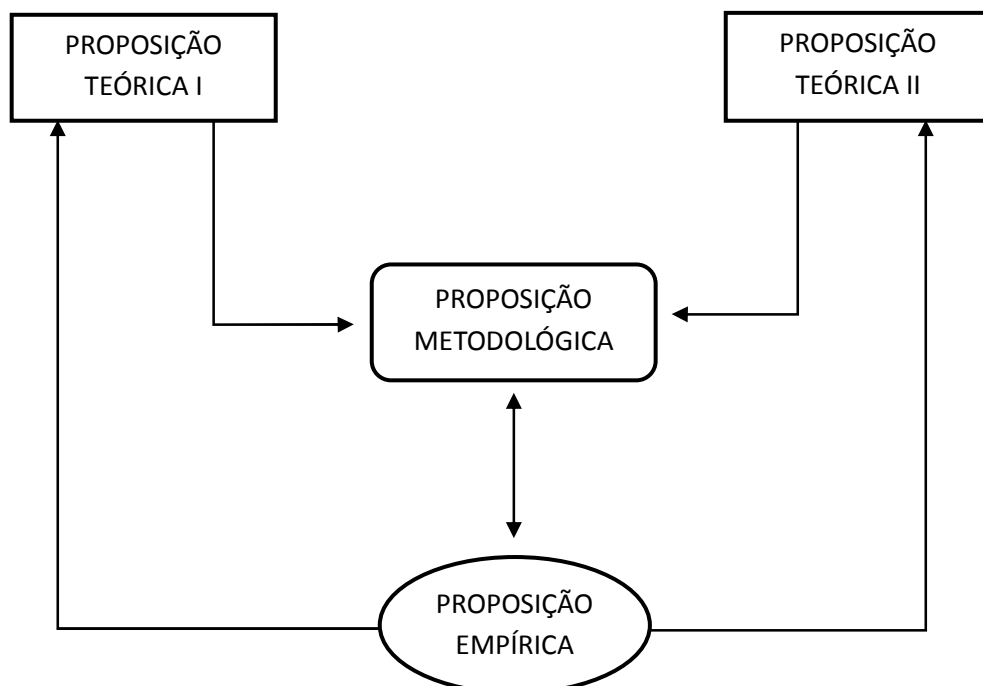 PROPOSIÇÃO
TEÓRICA I
PROPOSIÇÃO
TEÓRICA II
PROPOSIÇÃO
METODOLÓGICA
PROPOSIÇÃO
EMPÍRICA